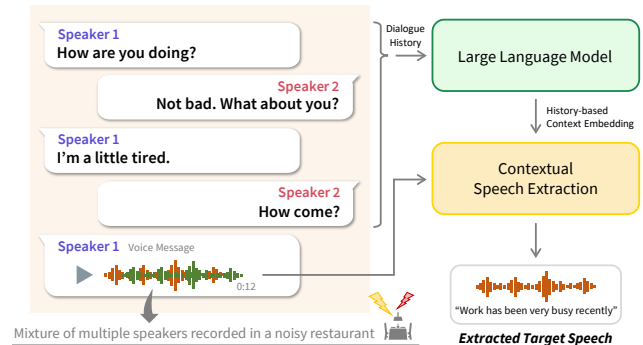 Speaker 1
How are you doing?
Speaker 2
Not bad. What about you?
Speaker 1
I'm a little tired.
Speaker 2
How come?
Speaker 1 Voice Message
0:12
Mixture of multiple speakers recorded in a noisy restaurant
Dialogue
History
Large Language Model
History-based
Context Embedding
Contextual
Speech Extraction
“Work has been very busy recently”
Extracted Target Speech